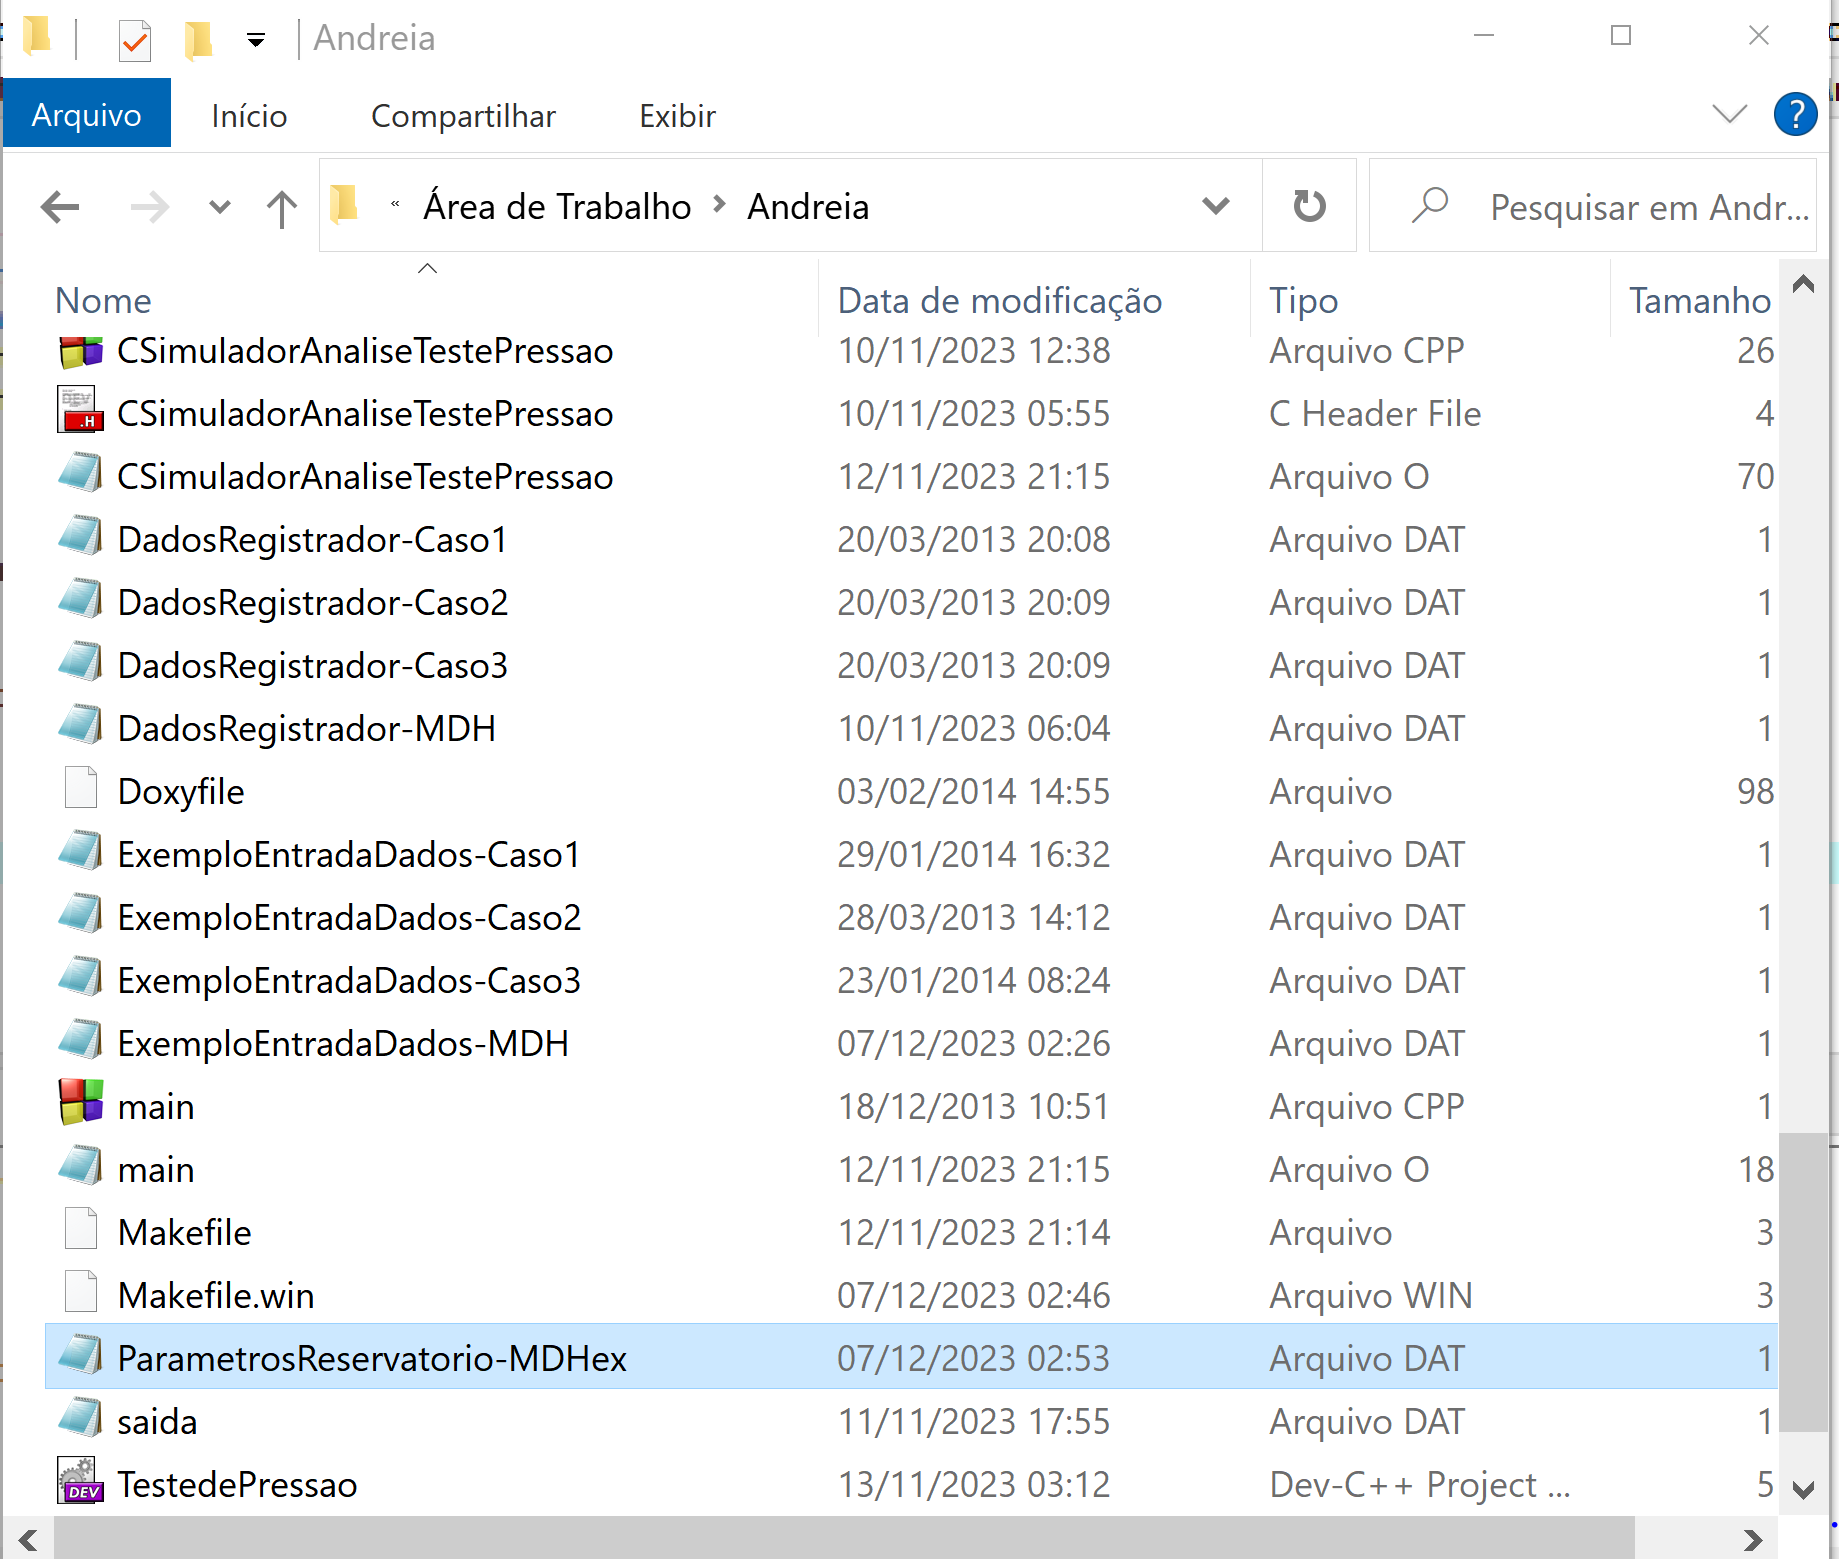 Andreia
Arquivo Início Compartilhar Exibir ?
« Área de Trabalho > Andreia Pesquisar em Andr...
Nome Data de modificação Tipo Tamanho
CSimuladorAnaliseTestePressao 10/11/2023 12:38 Arquivo CPP 26
.H CSimuladorAnaliseTestePressao 10/11/2023 05:55 C Header File 4
CSimuladorAnaliseTestePressao 12/11/2023 21:15 Arquivo O 70
DadosRegistrador-Caso1 20/03/2013 20:08 Arquivo DAT 1
DadosRegistrador-Caso2 20/03/2013 20:09 Arquivo DAT 1
DadosRegistrador-Caso3 20/03/2013 20:09 Arquivo DAT 1
DadosRegistrador-MDH 10/11/2023 06:04 Arquivo DAT 1
Doxyfile 03/02/2014 14:55 Arquivo 98
ExemploEntradaDados-Caso1 29/01/2014 16:32 Arquivo DAT 1
ExemploEntradaDados-Caso2 28/03/2013 14:12 Arquivo DAT 1
ExemploEntradaDados-Caso3 23/01/2014 08:24 Arquivo DAT 1
ExemploEntradaDados-MDH 07/12/2023 02:26 Arquivo DAT 1
main 18/12/2013 10:51 Arquivo CPP 1
main 12/11/2023 21:15 Arquivo O 18
Makefile 12/11/2023 21:14 Arquivo 3
Makefile.win 07/12/2023 02:46 Arquivo WIN 3
ParametrosReservatorio-MDHex 07/12/2023 02:53 Arquivo DAT 1
saida 11/11/2023 17:55 Arquivo DAT 1
DEV TestedePressao 13/11/2023 03:12 Dev-C++ Project ... 5